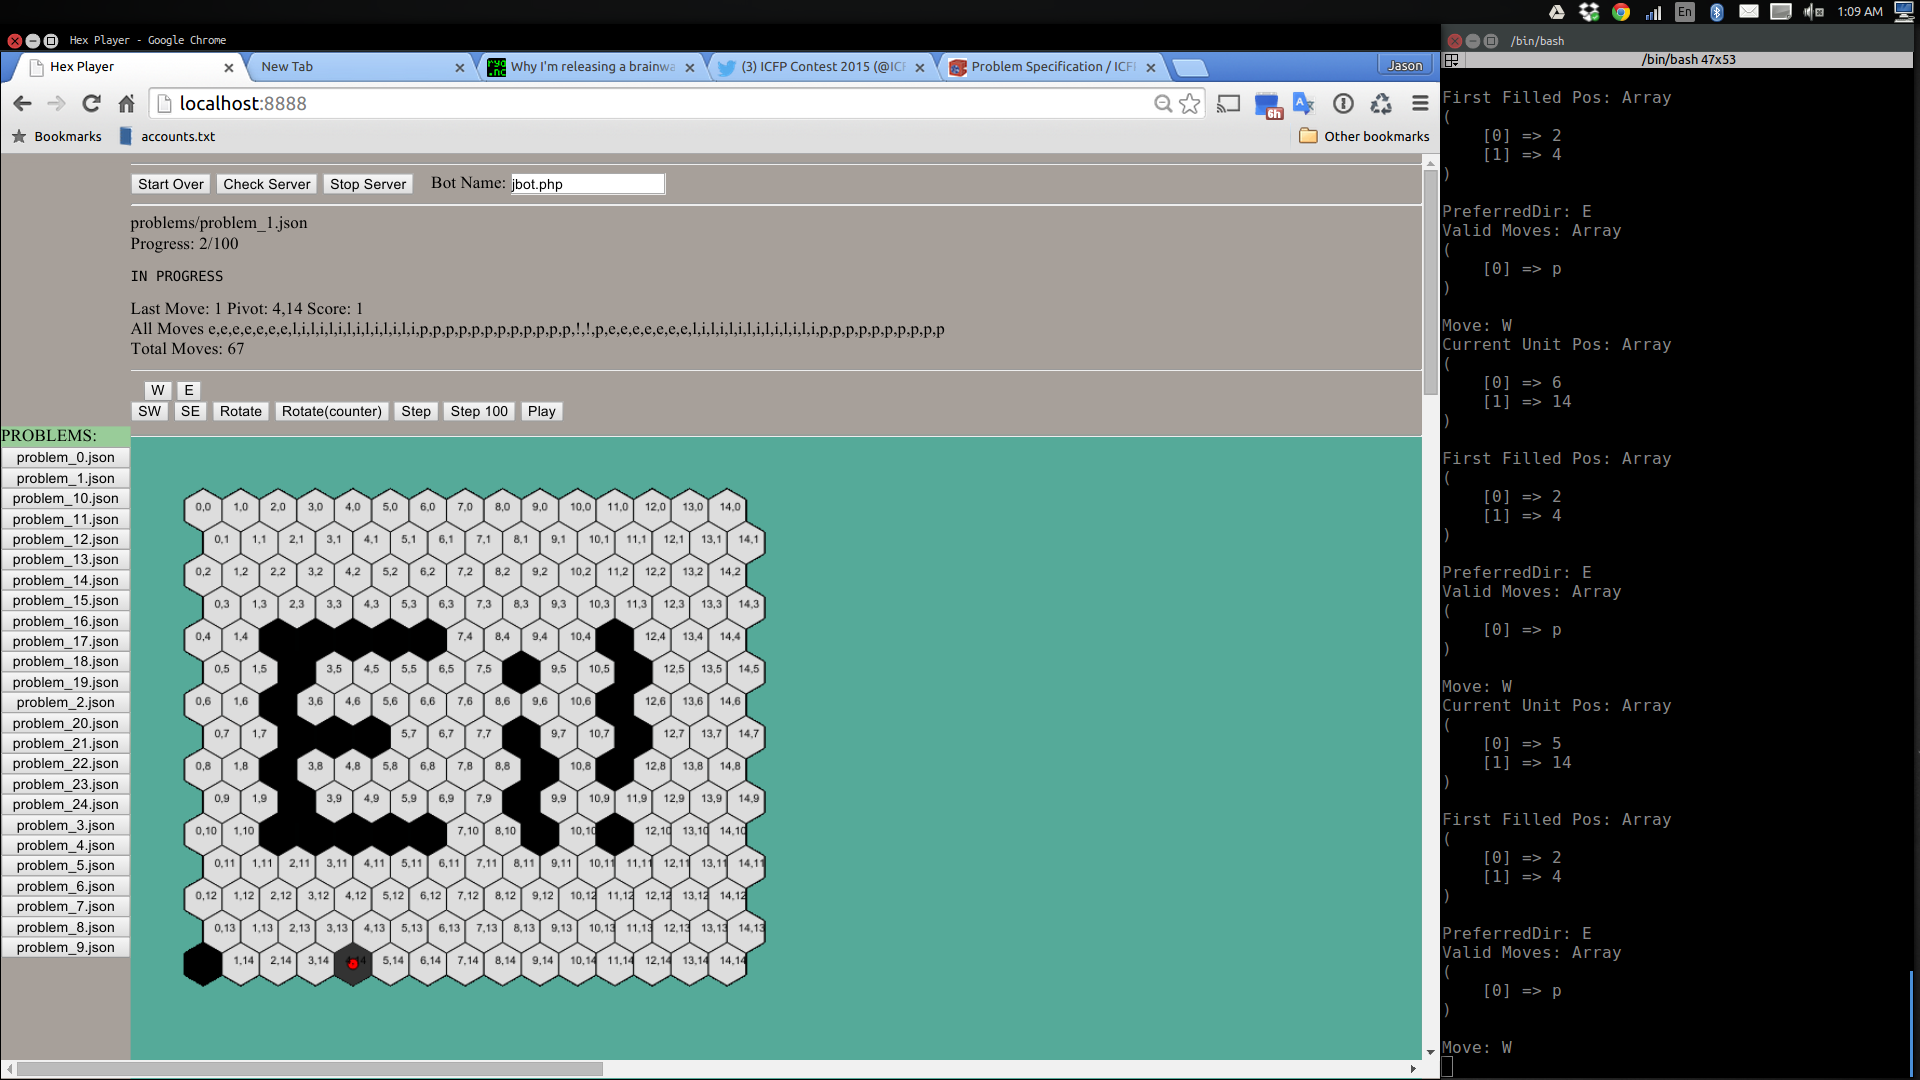 En
1:09 AM
Hex Player - Google Chrome
Hex Player
New Tab
Why I'm releasing a brainwa
(3) ICFP Contest 2015 (@ICF
Problem Specification / ICFI
Jason
localhost:8888
6h
Bookmarks
accounts.txt
Other bookmarks
Start Over
Check Server
Stop Server
Bot Name:
jbot.php
problems/problem_1.json
Progress: 2/100
IN PROGRESS
Last Move: 1 Pivot: 4,14 Score: 1
Total Moves: 67
W E
SW SE Rotate Rotate(counter) Step Step 100 Play
PROBLEMS:
problem_0.json
problem_1.json
problem_10.json
problem_11.json
problem_12.json
problem_13.json
problem_14.json
problem_15.json
problem_16.json
problem_17.json
problem_18.json
problem_19.json
problem_2.json
problem_20.json
problem_21.json
problem_22.json
problem_23.json
problem_24.json
problem_3.json
problem_4.json
problem_5.json
problem_6.json
problem_7.json
problem_8.json
problem_9.json
0,0 1,0 2,0 3,0 4,0 5,0 6,0 7,0 8,0 9,0 10,0 11,0 12,0 13,0 14,0
0,1 1,1 2,1 3,1 4,1 5,1 6,1 7,1 8,1 9,1 10,1 11,1 12,1 13,1 14,1
0,2 1,2 2,2 3,2 4,2 5,2 6,2 7,2 8,2 9,2 10,2 11,2 12,2 13,2 14,2
0,3 1,3 2,3 3,3 4,3 5,3 6,3 7,3 8,3 9,3 10,3 11,3 12,3 13,3 14,3
0,4 1,4 7,4 8,4 9,4 10,4 12,4 13,4 14,4
0,5 1,5 3,5 4,5 5,5 6,5 7,5 9,5 10,5 12,5 13,5 14,5
0,6 1,6 3,6 4,6 5,6 6,6 7,6 8,6 9,6 10,6 12,6 13,6 14,6
0,7 1,7 5,7 6,7 7,7 9,7 10,7 12,7 13,7 14,7
0,8 1,8 3,8 4,8 5,8 6,8 7,8 8,8 10,8 12,8 13,8 14,8
0,9 1,9 3,9 4,9 5,9 6,9 7,9 9,9 10,9 11,9 12,9 13,9 14,9
0,10 1,10 7,10 8,10 10,10 12,10 13,10 14,10
0,11 1,11 2,11 3,11 4,11 5,11 6,11 7,11 8,11 9,11 10,11 11,11 12,11 13,11 14,11
0,12 1,12 2,12 3,12 4,12 5,12 6,12 7,12 8,12 9,12 10,12 11,12 12,12 13,12 14,12
0,13 1,13 2,13 3,13 4,13 5,13 6,13 7,13 8,13 9,13 10,13 11,13 12,13 13,13 14,13
1,14 2,14 3,14 5,14 6,14 7,14 8,14 9,14 10,14 11,14 12,14 13,14 14,14
/bin/bash
/bin/bash 47x53
First Filled Pos: Array
(
[0] => 2
[1] => 4
)
PreferredDir: E
Valid Moves: Array
(
[0] => p
)
Move: W
Current Unit Pos: Array
(
[0] => 6
[1] => 14
)
First Filled Pos: Array
(
[0] => 2
[1] => 4
)
PreferredDir: E
Valid Moves: Array
(
[0] => p
)
Move: W
Current Unit Pos: Array
(
[0] => 5
[1] => 14
)
First Filled Pos: Array
(
[0] => 2
[1] => 4
)
PreferredDir: E
Valid Moves: Array
(
[0] => p
)
Move: W